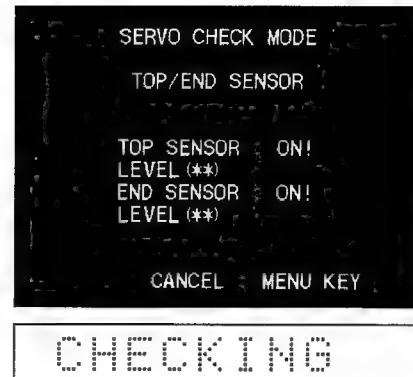 SERVO CHECK MODE
TOP/END SENSOR
TOP SENSOR : ON!
LEVEL (**)
END SENSOR : ON!
LEVEL (**)
CANCEL : MENU KEY
CHECKING